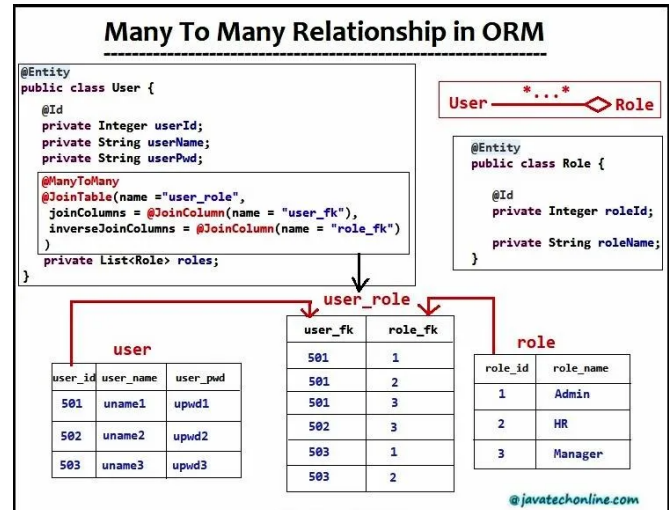 Many To Many Relationship in ORM
@Entity
public class User {
@Id
private Integer userId;
private String userName;
private String userPwd;
@ManyToMany
@JoinTable(name ="user_role",
joinColumns = @JoinColumn(name = "user_fk"),
inverseJoinColumns = @JoinColumn(name = "role_fk")
)
private List<Role> roles;
}
*...*
User Role
@Entity
public class Role {
@Id
private Integer roleId;
private String roleName;
}
user
user_id user_name user_pwd
501 uname1 upwd1
502 uname2 upwd2
503 uname3 upwd3
user_role
user_fk role_fk
501 1
501 2
501 3
502 3
503 1
503 2
role
role_id role_name
1 Admin
2 HR
3 Manager
@javatechonline.com